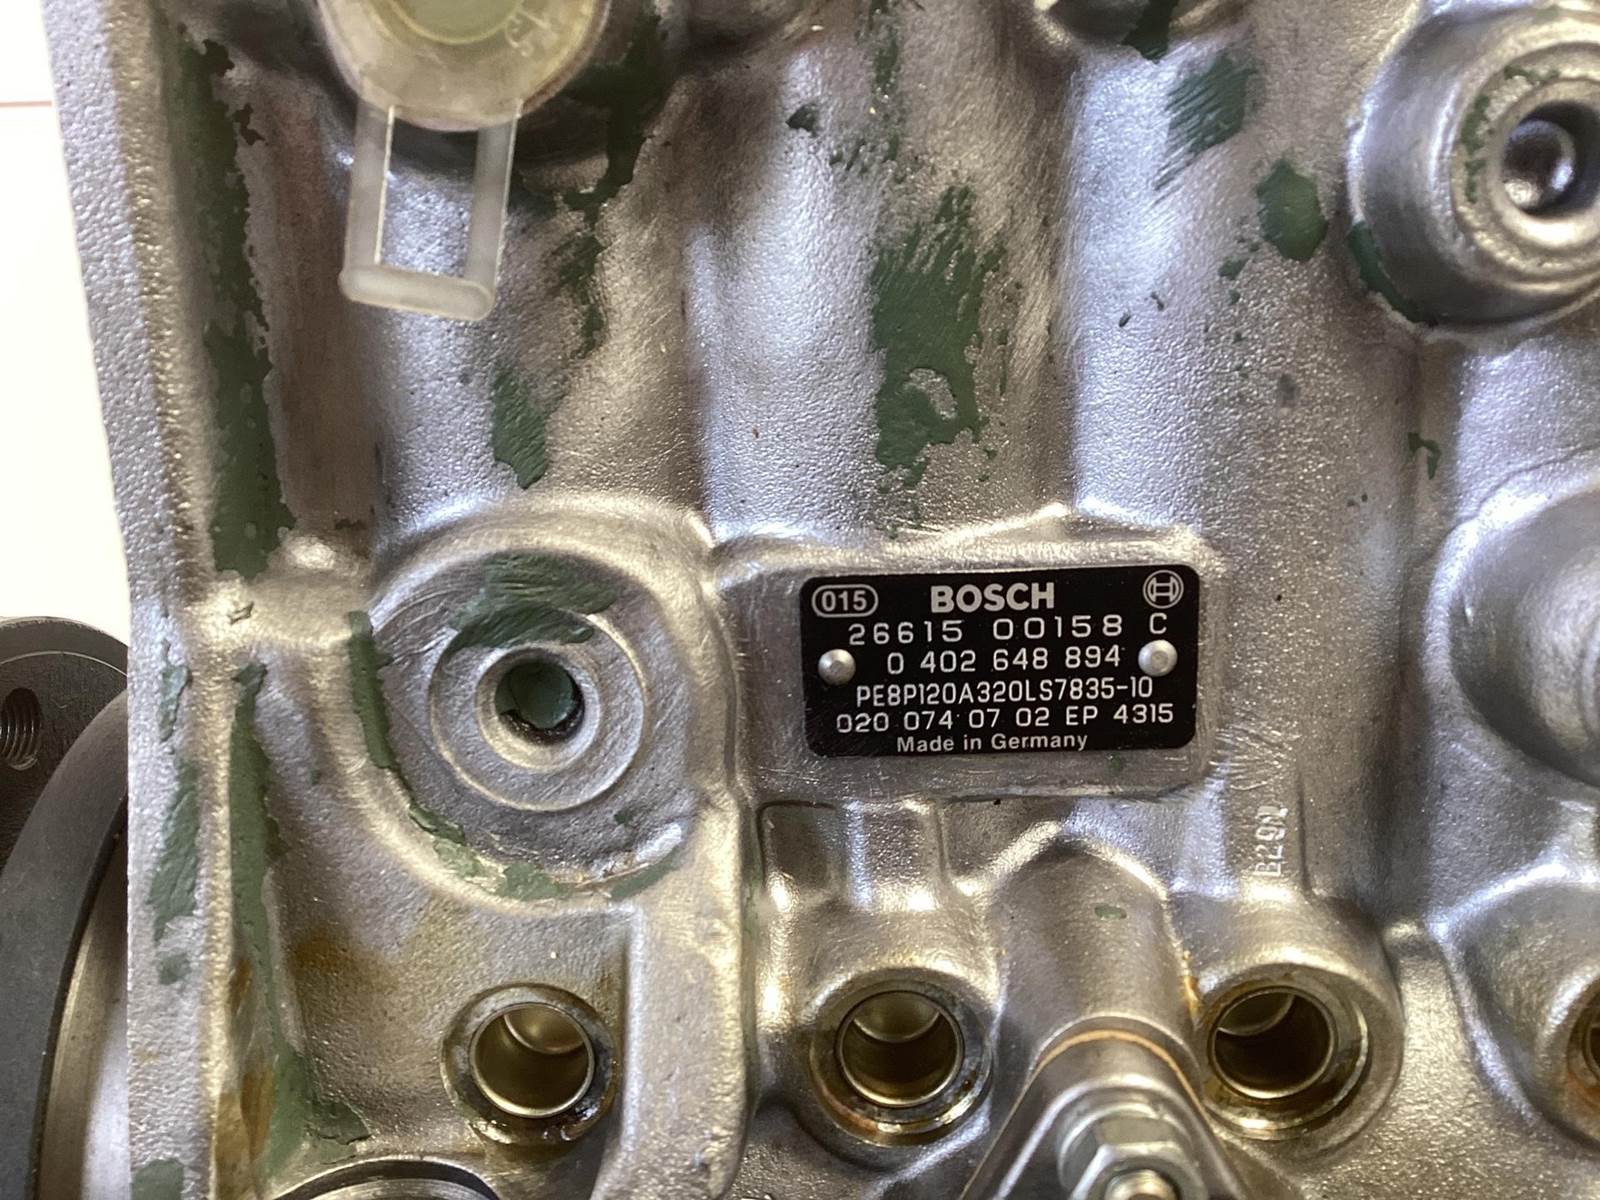 015 BOSCH
26615 00158 C
0 402 648 894
PE8P120A320LS7835-10
020 074 07 02 EP 4315
Made in Germany